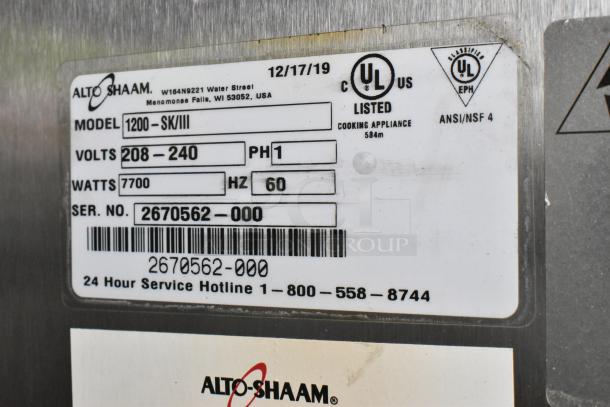 ALTO SHAAM. W164N9221 Water Street
Menomonee Falls, WI 53052, USA
12/17/19
C UL US
LISTED
COOKING APPLIANCE
584m
CLASSIFIED
UL
EPH
ANSI/NSF 4
MODEL 1200-SK/III
VOLTS 208-240 PH 1
WATTS 7700 HZ 60
SER. NO. 2670562-000
2670562-000
24 Hour Service Hotline 1-800-558-8744
ALTO-SHAAM®
GROUP